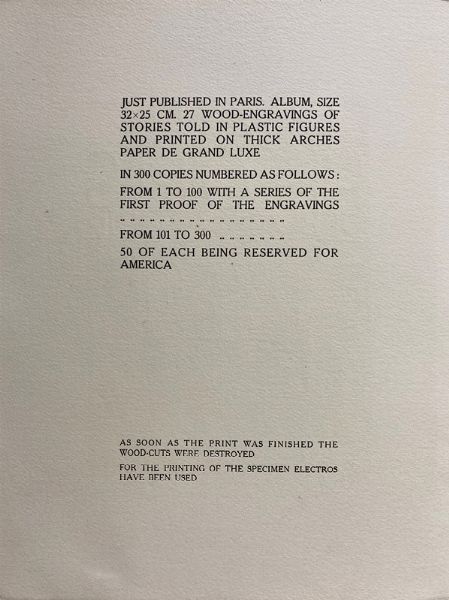 JUST PUBLISHED IN PARIS. ALBUM, SIZE
32×25 CM. 27 WOOD-ENGRAVINGS OF
STORIES TOLD IN PLASTIC FIGURES
AND PRINTED ON THICK ARCHES
PAPER DE GRAND LUXE
IN 300 COPIES NUMBERED AS FOLLOWS:
FROM 1 TO 100 WITH A SERIES OF THE
FIRST PROOF OF THE ENGRAVINGS
„ „ „ „ „ „ „ „ „ „ „ „ „ „ „ „ „
FROM 101 TO 300 „ „ „ „ „ „ „
50 OF EACH BEING RESERVED FOR
AMERICA
AS SOON AS THE PRINT WAS FINISHED THE
WOOD-CUTS WERE DESTROYED
FOR THE PRINTING OF THE SPECIMEN ELECTROS
HAVE BEEN USED